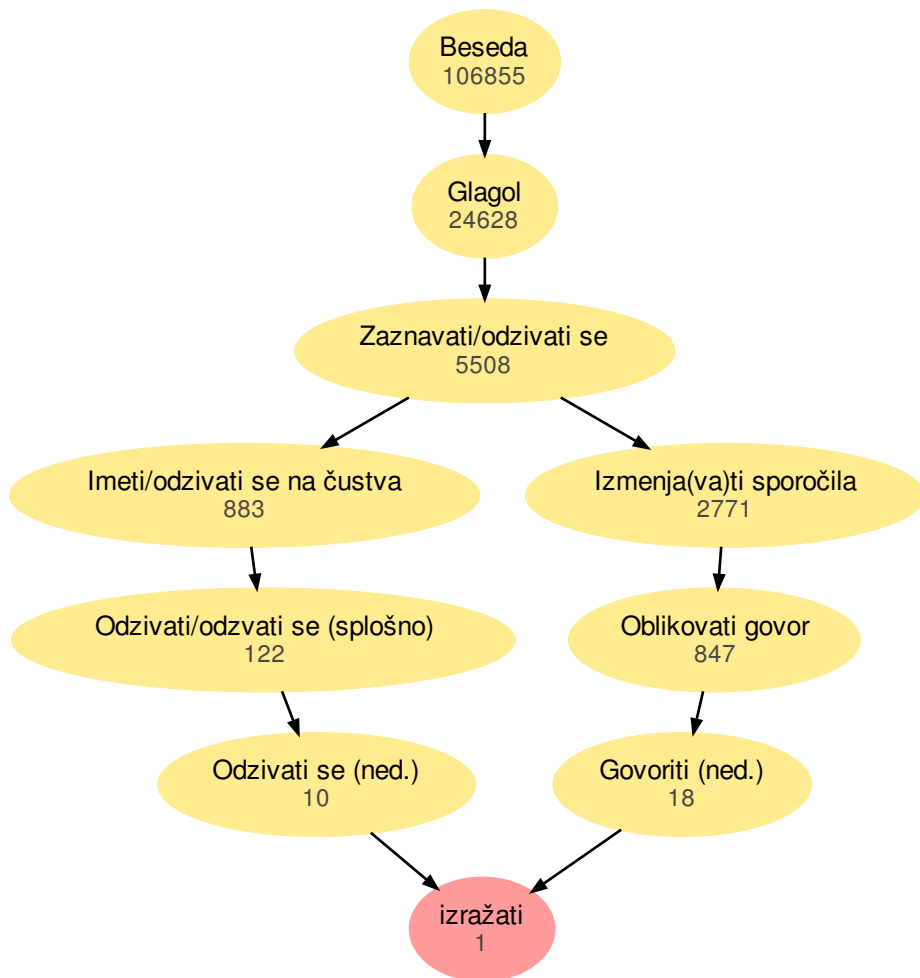 Beseda
106855
Glagol
24628
Zaznavati/odzivati se
5508
Imeti/odzivati se na čustva
883
Izmenja(va)ti sporočila
2771
Odzivati/odzvati se (splošno)
122
Oblikovati govor
847
Odzivati se (ned.)
10
Govoriti (ned.)
18
izražati
1